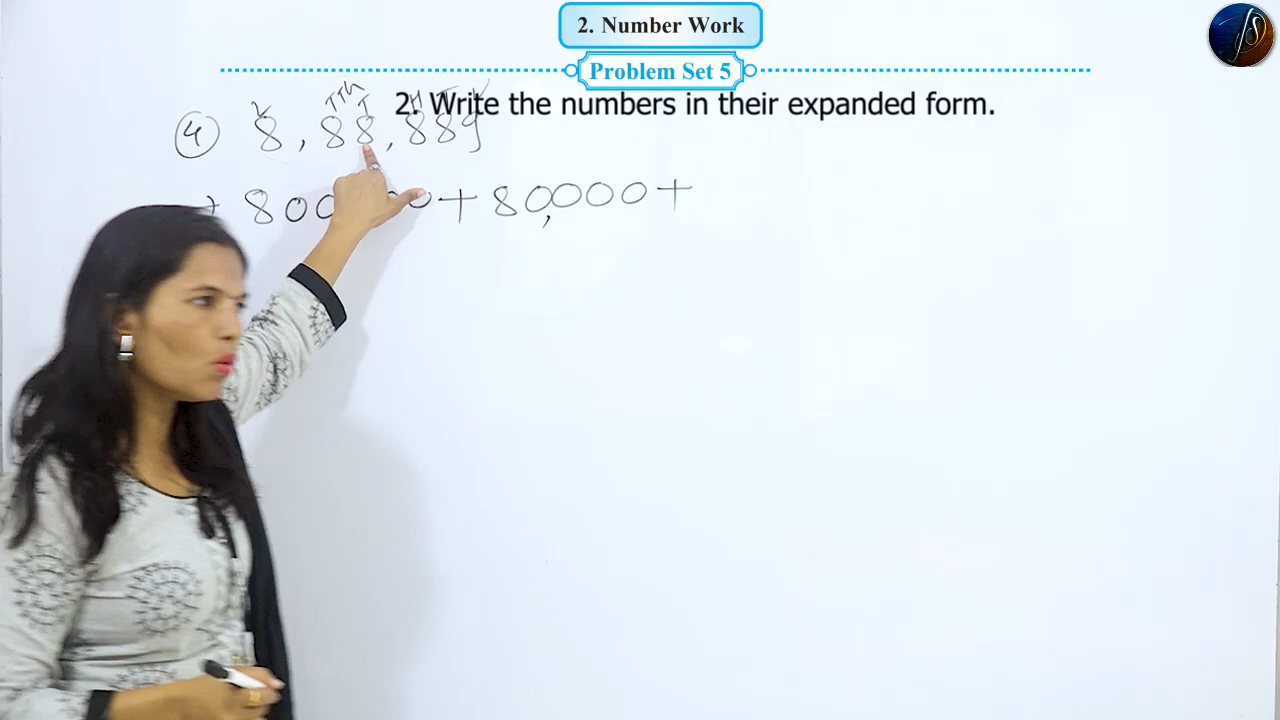 2. Number Work
Problem Set 5
2. Write the numbers in their expanded form.
L TTh T H T
4 8,88,889
+ 80,000 +